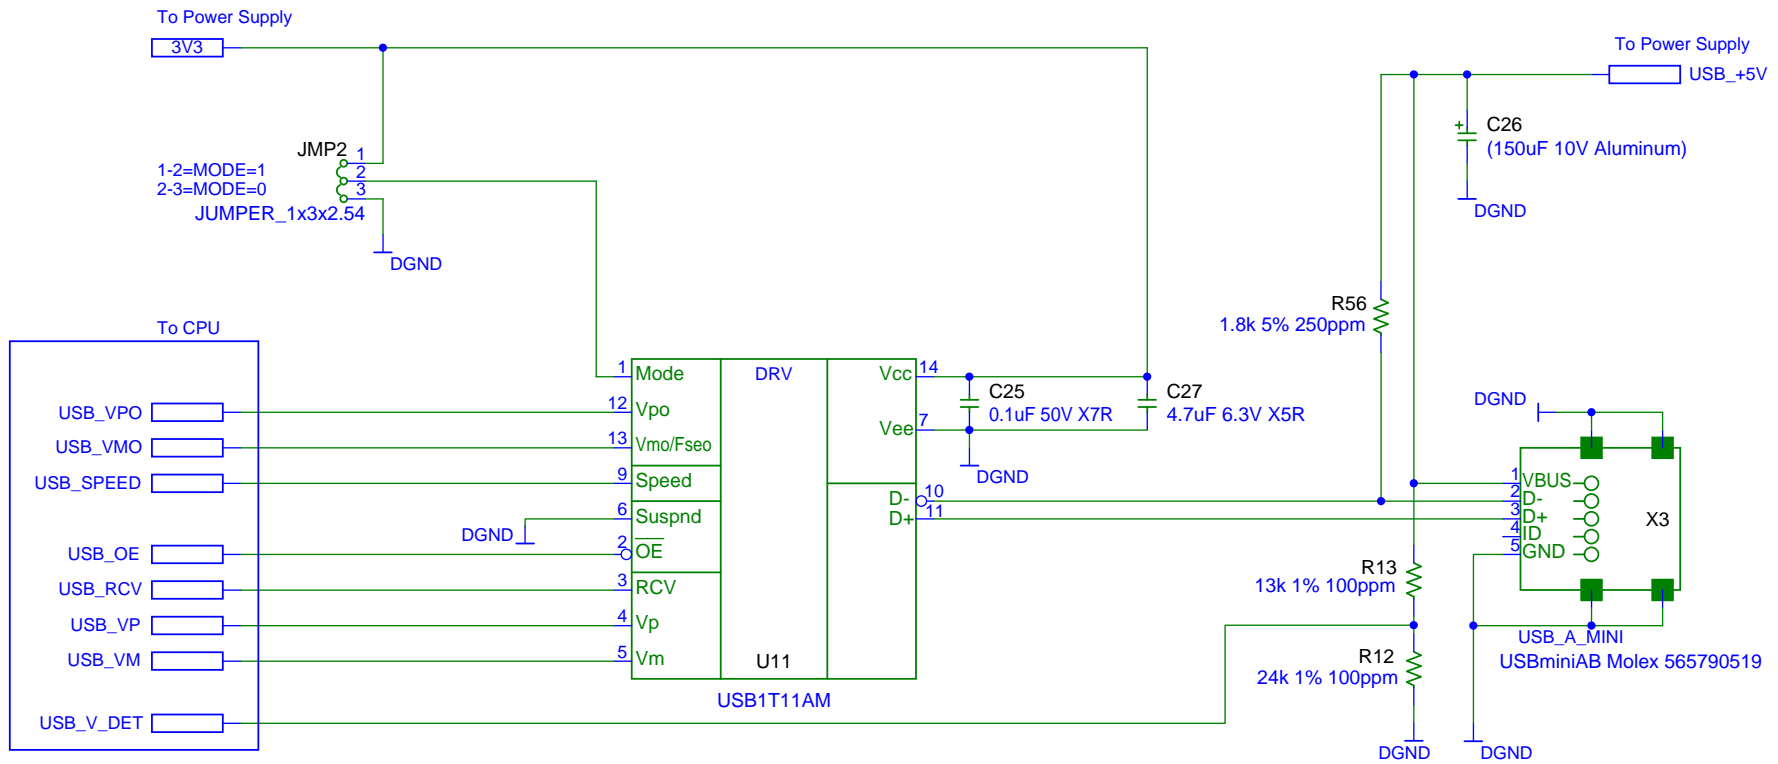 To Power Supply
3V3
To Power Supply
USB_+5V
C26
(150uF 10V Aluminum)
DGND
JMP2
1
2
3
1-2=MODE=1
2-3=MODE=0
JUMPER_1x3x2.54
DGND
R56
1.8k 5% 250ppm
To CPU
USB_VPO
USB_VMO
USB_SPEED
USB_OE
USB_RCV
USB_VP
USB_VM
USB_V_DET
DGND
1
Mode
12
Vpo
13
Vmo/Fseo
9
Speed
6
Suspnd
2
OE
3
RCV
4
Vp
5
Vm
DRV
U11
USB1T11AM
Vcc
14
Vee
7
D-
10
D+
11
C25
0.1uF 50V X7R
C27
4.7uF 6.3V X5R
DGND
DGND
1
VBUS
2
D-
3
D+
4
ID
5
GND
X3
USB_A_MINI
USBminiAB Molex 565790519
R13
13k 1% 100ppm
R12
24k 1% 100ppm
DGND
DGND